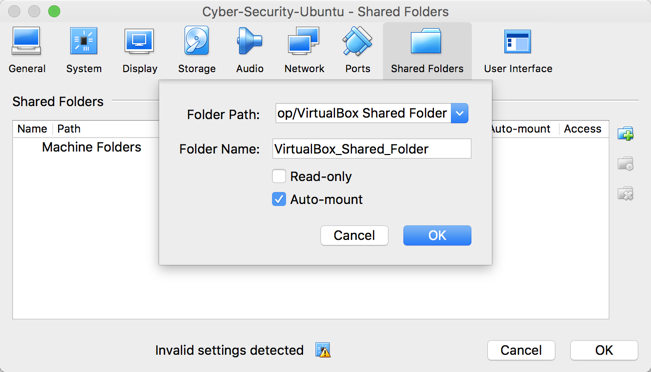 Cyber-Security-Ubuntu - Shared Folders
General System Display Storage Audio Network Ports Shared Folders User Interface
Shared Folders
Folder Path: op/VirtualBox Shared Folder
Name Path Auto-mount Access
Machine Folders
Folder Name: VirtualBox_Shared_Folder
Read-only
Auto-mount
Cancel OK
Invalid settings detected Cancel OK